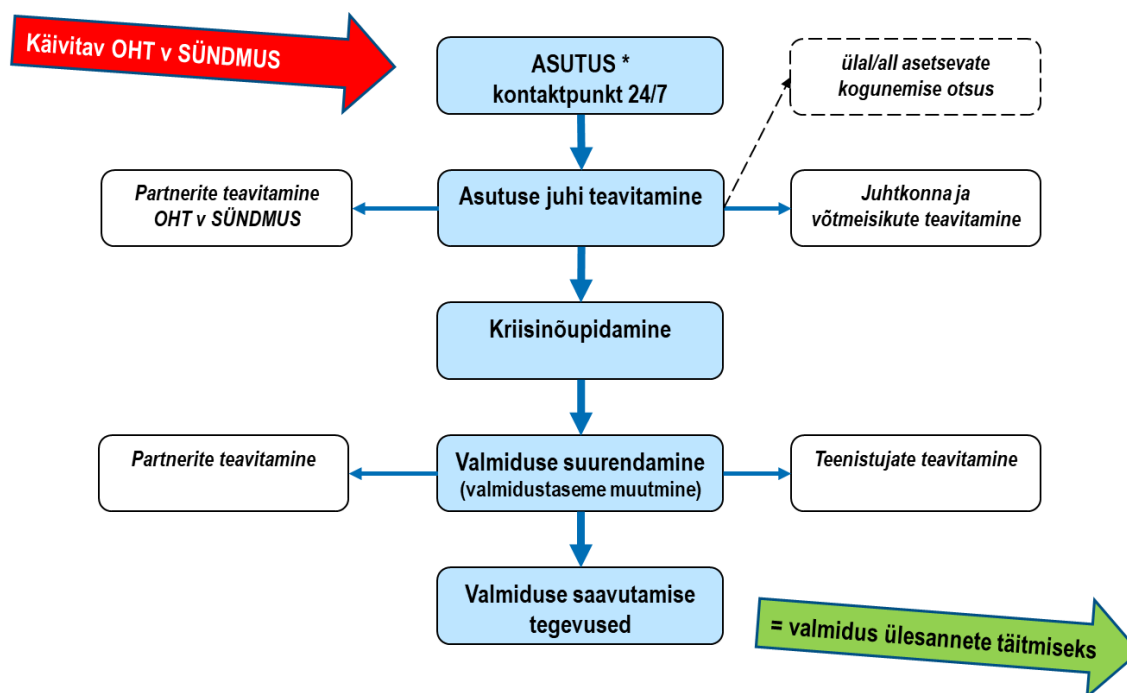 Käivitav OHT v SÜNDMUS
ASUTUS *
kontaktpunkt 24/7
ülal/all asetsevate
kogunemise otsus
Partnerite teavitamine
OHT v SÜNDMUS
Asutuse juhi teavitamine
Juhtkonna ja
võtmeisikute teavitamine
Kriisinõupidamine
Partnerite teavitamine
Valmiduse suurendamine
(valmidustaseme muutmine)
Teenistujate teavitamine
Valmiduse saavutamise
tegevused
= valmidus ülesannete täitmiseks